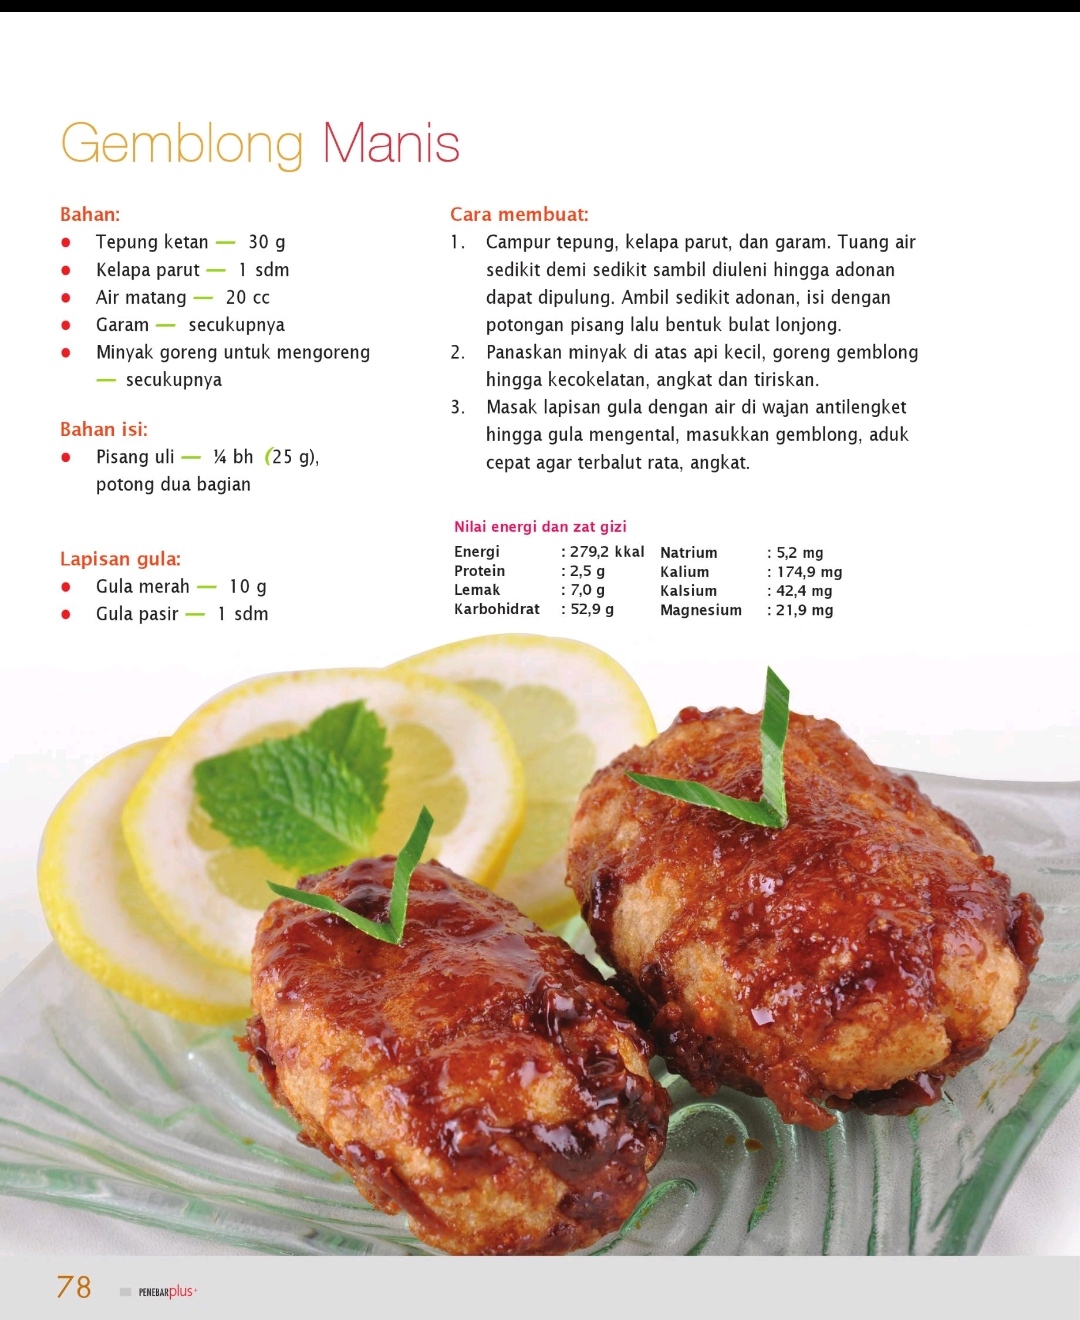 Gemblong Manis
Bahan:
• Tepung ketan — 30 g
• Kelapa parut — 1 sdm
• Air matang — 20 cc
• Garam — secukupnya
• Minyak goreng untuk mengoreng
— secukupnya
Bahan isi:
• Pisang uli — ¼ bh (25 g),
potong dua bagian
Lapisan gula:
• Gula merah — 10 g
• Gula pasir — 1 sdm
Cara membuat:
1. Campur tepung, kelapa parut, dan garam. Tuang air
sedikit demi sedikit sambil diuleni hingga adonan
dapat dipulung. Ambil sedikit adonan, isi dengan
potongan pisang lalu bentuk bulat lonjong.
2. Panaskan minyak di atas api kecil, goreng gemblong
hingga kecokelatan, angkat dan tiriskan.
3. Masak lapisan gula dengan air di wajan antilengket
hingga gula mengental, masukkan gemblong, aduk
cepat agar terbalut rata, angkat.
Nilai energi dan zat gizi
Energi : 279,2 kkal Natrium : 5,2 mg
Protein : 2,5 g Kalium : 174,9 mg
Lemak : 7,0 g Kalsium : 42,4 mg
Karbohidrat : 52,9 g Magnesium : 21,9 mg
78 PENEBARplus+